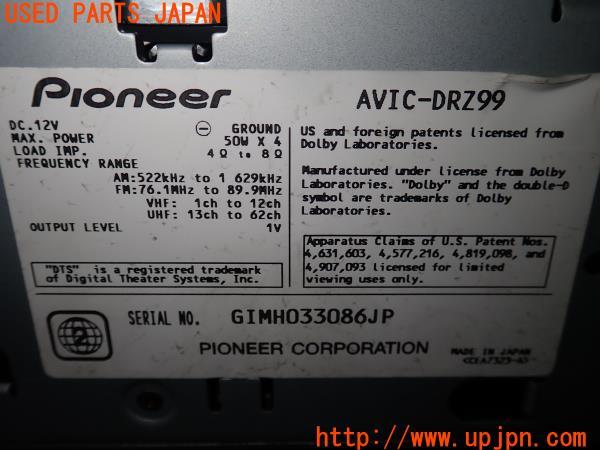 USED PARTS JAPAN
Pioneer
AVIC-DRZ99
DC.12V ⊖ GROUND
MAX. POWER 50W X 4
LOAD IMP. 4Ω to 8Ω
FREQUENCY RANGE
AM:522kHz to 1 629kHz
FM:76.1MHz to 89.9MHz
VHF: 1ch to 12ch
UHF: 13ch to 62ch
OUTPUT LEVEL 1V
"DTS" is a registered trademark
of Digital Theater Systems, Inc.
US and foreign patents licensed from
Dolby Laboratories.
Manufactured under license from Dolby
Laboratories. "Dolby" and the double-D
symbol are trademarks of Dolby
Laboratories.
Apparatus Claims of U.S. Patent Nos.
4,631,603, 4,577,216, 4,819,098, and
4,907,093 licensed for limited
viewing uses only.
2
SERIAL NO. GIMH033086JP
PIONEER CORPORATION
MADE IN JAPAN
<CEA7323-A>
UPJ
http://www.upjpn.com